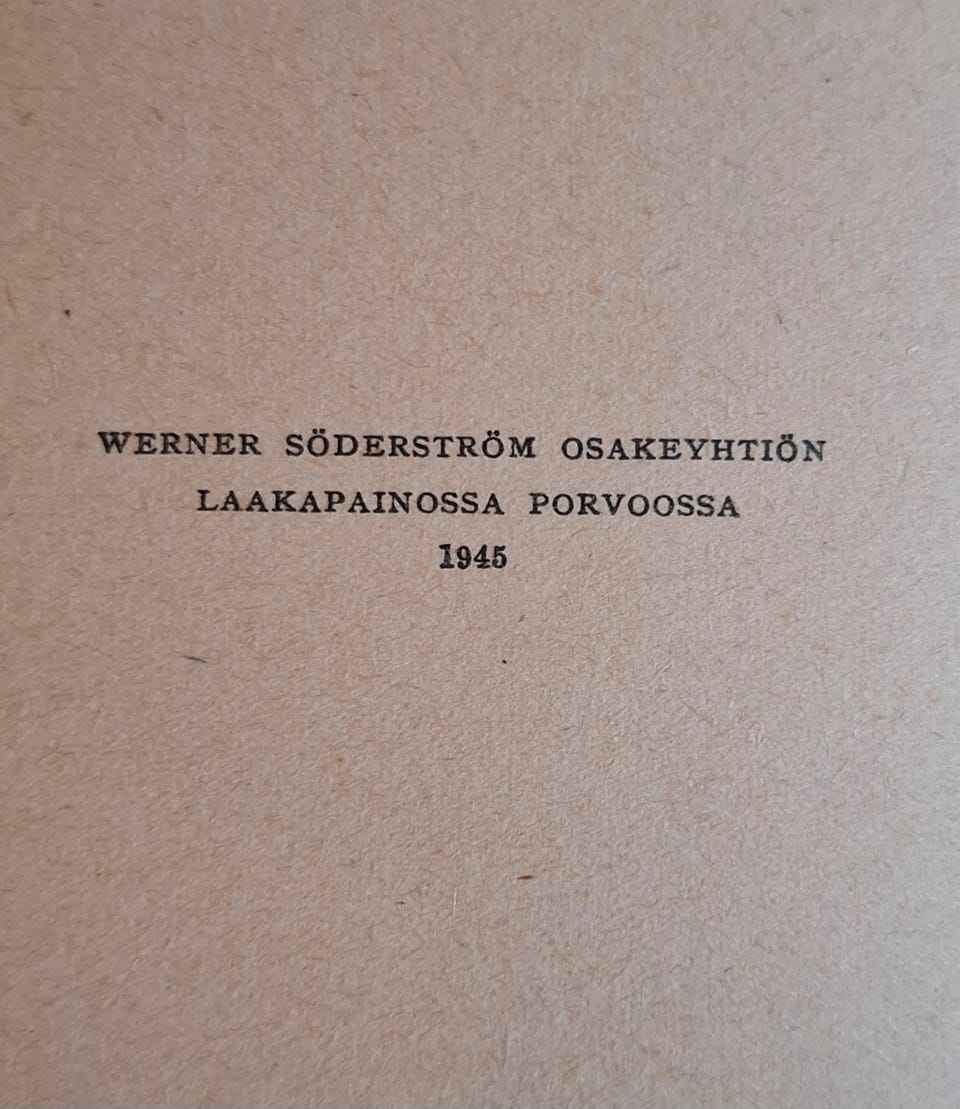 WERNER SÖDERSTRÖM OSAKEYHTIÖN
LAAKAPAINOSSA PORVOOSSA
1945